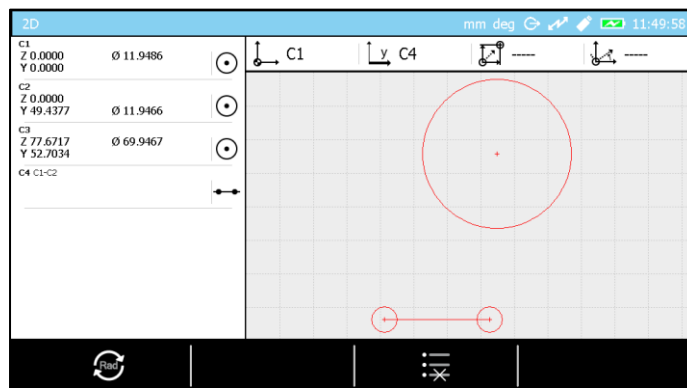 2D
mm deg 11:49:58
C1
Z 0.0000 Ø 11.9486
Y 0.0000
C2
Z 0.0000
Y 49.4377 Ø 11.9466
C3
Z 77.6717 Ø 69.9467
Y 52.7034
C4 C1-C2
C1 y C4 ----- -----
Rad